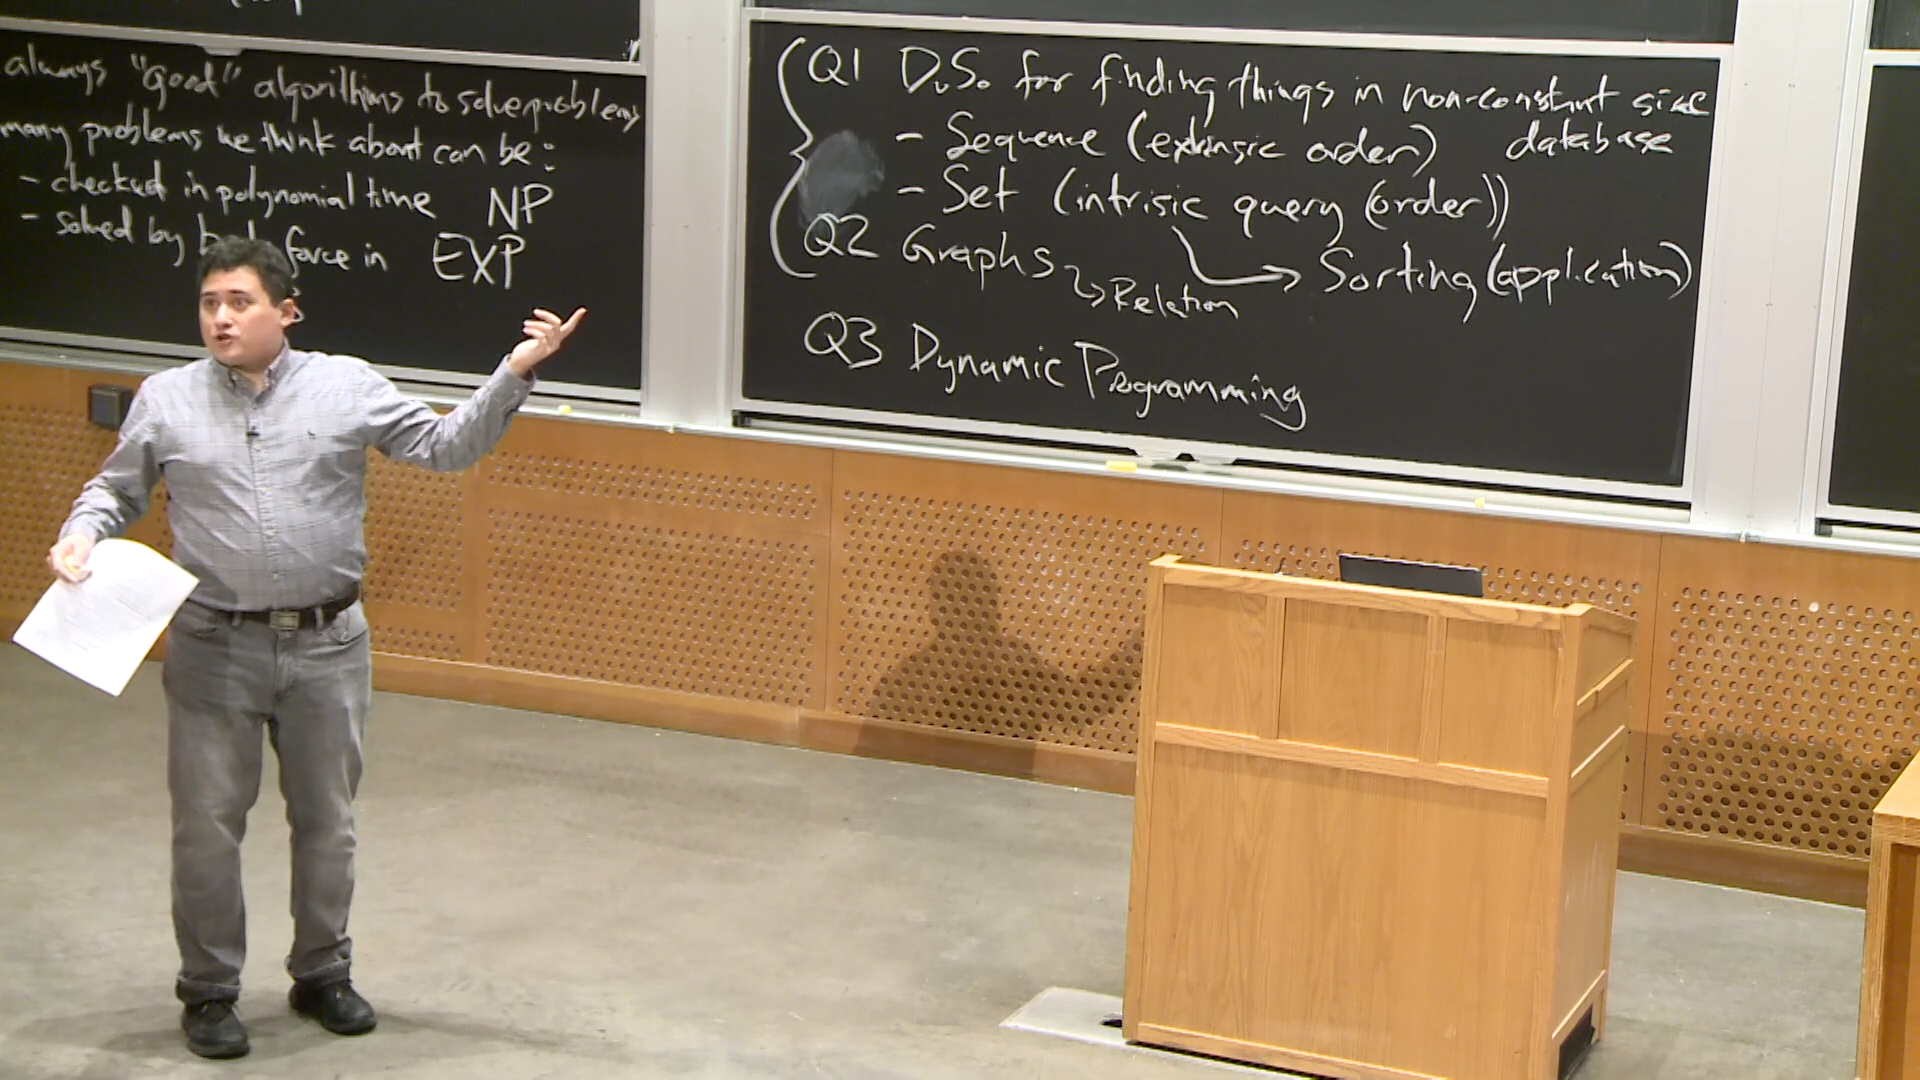 always "good" algorithms to solve problems
many problems we think about can be:
- checked in polynomial time NP
- solved by force in EXP
Q1 D.S. for finding things in non-constant size
database
- Sequence (extrinsic order)
- Set (intrisic query (order))
Sorting (application)
Q2 Graphs
Relation
Q3 Dynamic Programming